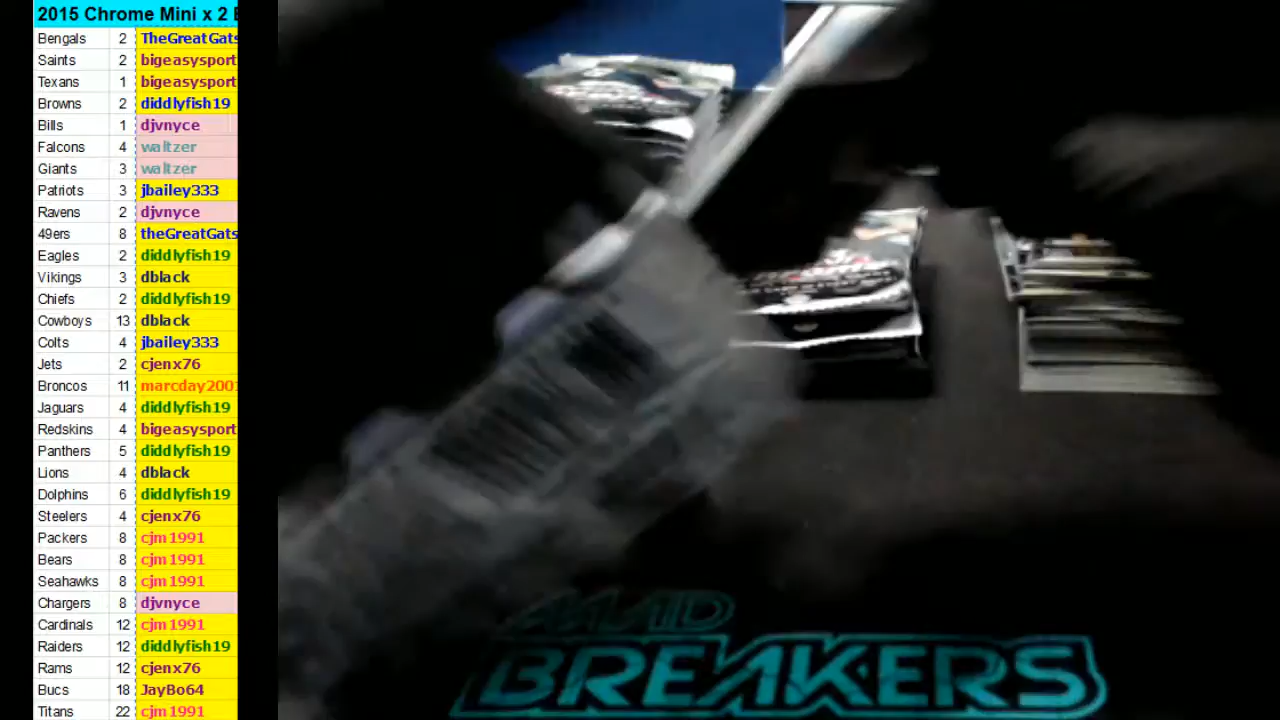 2015 Chrome Mini x 2 B
Bengals 2 TheGreatGats
Saints 2 bigeasysport
Texans 1 bigeasysport
Browns 2 diddlyfish19
Bills 1 djvnyce
Falcons 4 waltzer
Giants 3 waltzer
Patriots 3 jbailey333
Ravens 2 djvnyce
49ers 8 theGreatGats
Eagles 2 diddlyfish19
Vikings 3 dblack
Chiefs 2 diddlyfish19
Cowboys 13 dblack
Colts 4 jbailey333
Jets 2 cjenx76
Broncos 11 marcday2001
Jaguars 4 diddlyfish19
Redskins 4 bigeasysport
Panthers 5 diddlyfish19
Lions 4 dblack
Dolphins 6 diddlyfish19
Steelers 4 cjenx76
Packers 8 cjm1991
Bears 8 cjm1991
Seahawks 8 cjm1991
Chargers 8 djvnyce
Cardinals 12 cjm1991
Raiders 12 diddlyfish19
Rams 12 cjenx76
Bucs 18 JayBo64
Titans 22 cjm1991
MAD
BREAKERS